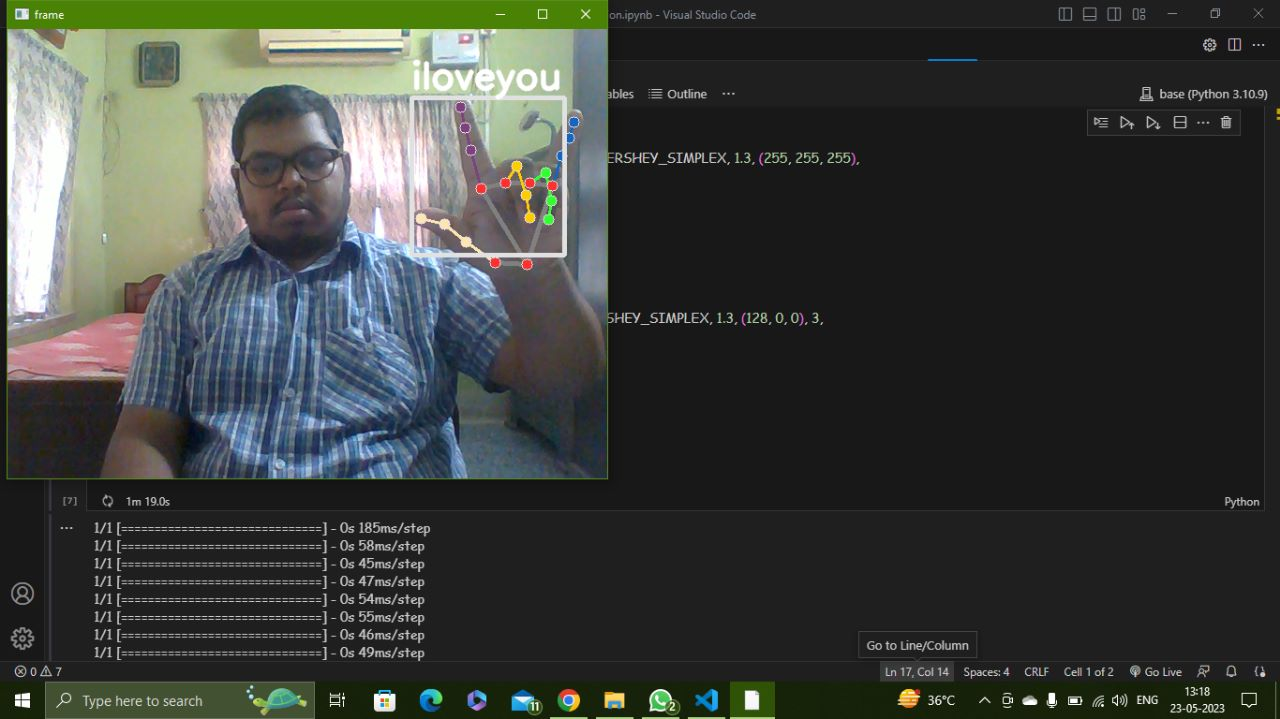 frame
on.ipynb - Visual Studio Code
iloveyou
ables
Outline
base (Python 3.10.9)
ERSHEY_SIMPLEX, 1.3, (255, 255, 255),
SHEY_SIMPLEX, 1.3, (128, 0, 0), 3,
[7]
1m 19.0s
Python
1/1 [==============================] - 0s 185ms/step
1/1 [==============================] - 0s 58ms/step
1/1 [==============================] - 0s 45ms/step
1/1 [==============================] - 0s 47ms/step
1/1 [==============================] - 0s 54ms/step
1/1 [==============================] - 0s 55ms/step
1/1 [==============================] - 0s 46ms/step
1/1 [==============================] - 0s 49ms/step
Go to Line/Column
0 7
Ln 17, Col 14
Spaces: 4
CRLF
Cell 1 of 2
Go Live
Type here to search
11
2
36°C
ENG
13:18
23-05-2023